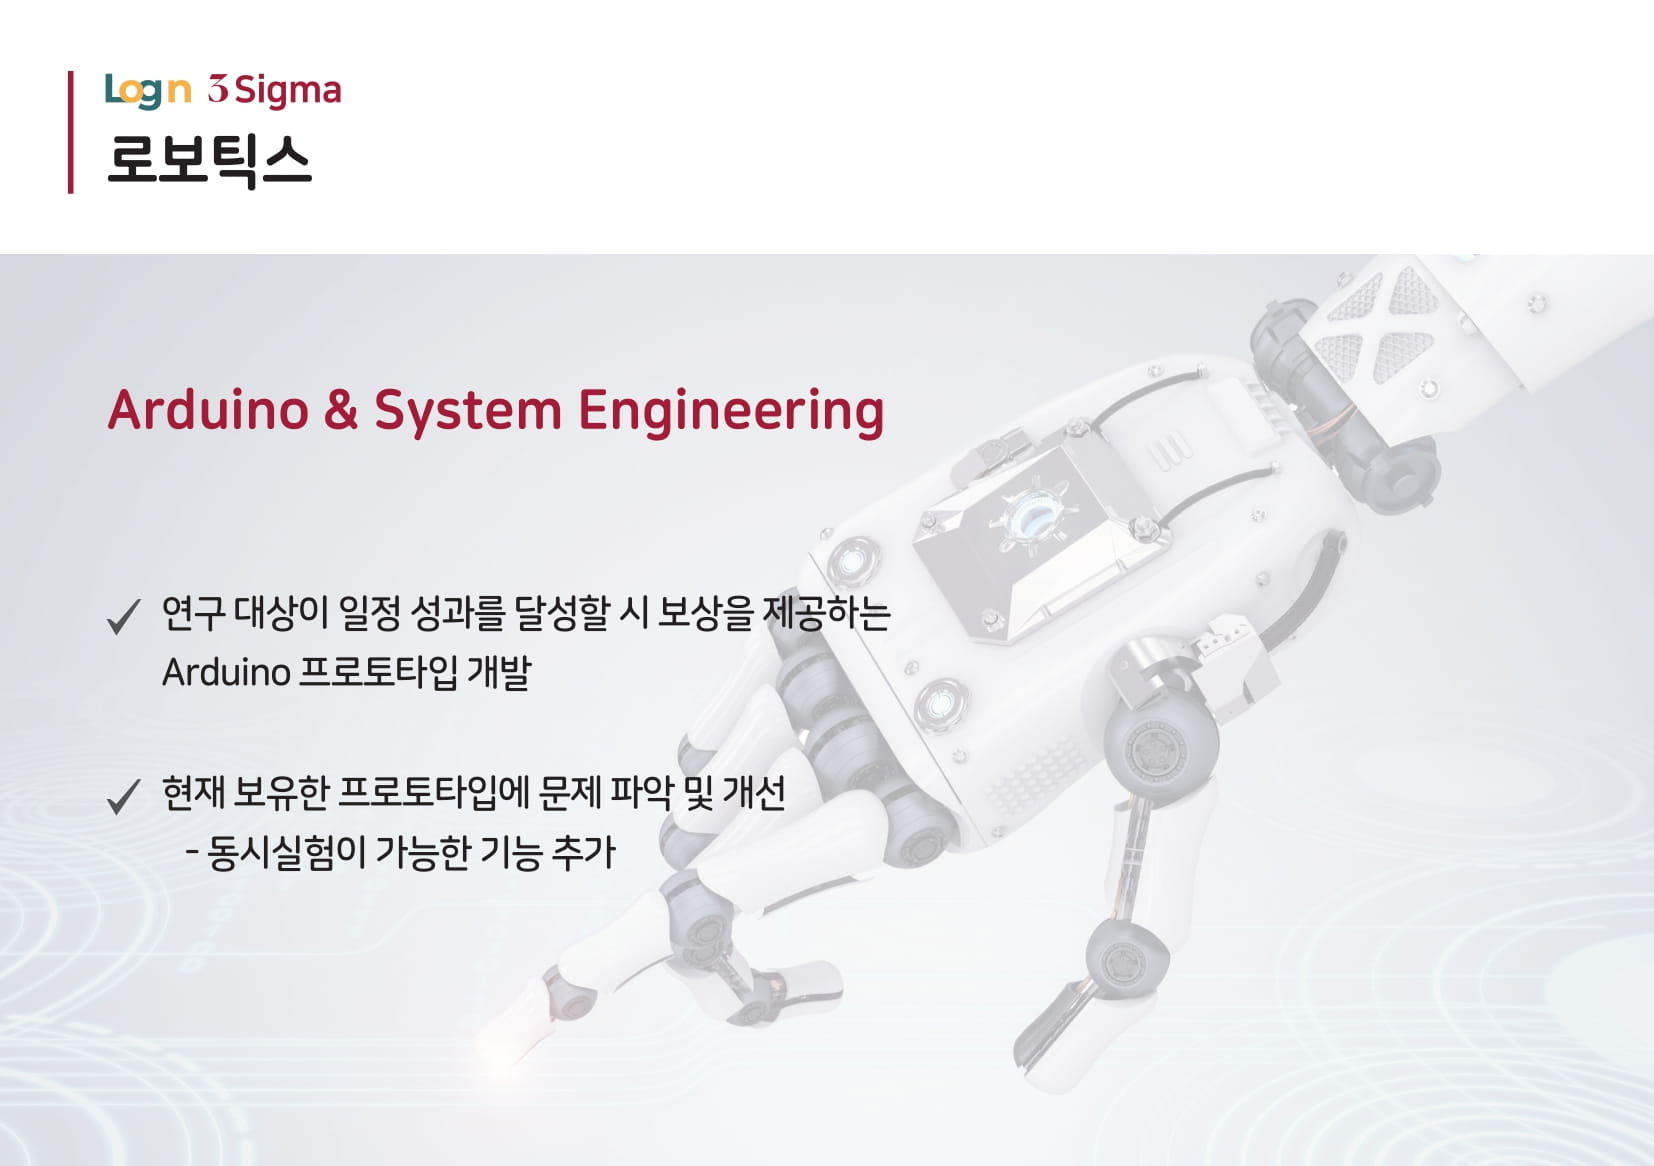 Logn 3 Sigma
로보틱스
Arduino & System Engineering
연구 대상이 일정 성과를 달성할 시 보상을 제공하는
Arduino 프로토타입 개발
현재 보유한 프로토타입에 문제 파악 및 개선
- 동시실험이 가능한 기능 추가